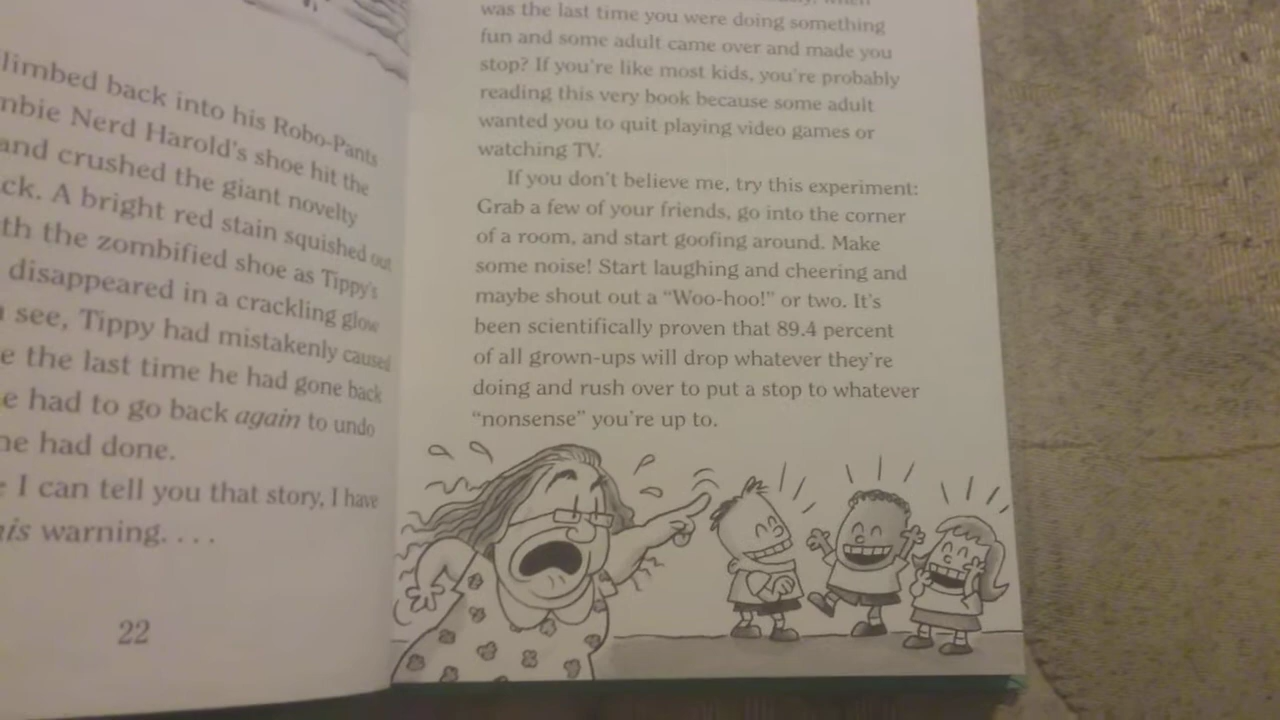 limbed back into his Robo-Pants
mbie Nerd Harold's shoe hit the
and crushed the giant novelty
ck. A bright red stain squished out
th the zombified shoe as Tippy's
disappeared in a crackling glow
see, Tippy had mistakenly caused
e the last time he had gone back
e had to go back again to undo
he had done.
I can tell you that story, I have
his warning. . . .
22
when
was the last time you were doing something
fun and some adult came over and made you
stop? If you're like most kids, you're probably
reading this very book because some adult
wanted you to quit playing video games or
watching TV.
If you don't believe me, try this experiment:
Grab a few of your friends, go into the corner
of a room, and start goofing around. Make
some noise! Start laughing and cheering and
maybe shout out a “Woo-hoo!” or two. It's
been scientifically proven that 89.4 percent
of all grown-ups will drop whatever they're
doing and rush over to put a stop to whatever
“nonsense” you're up to.